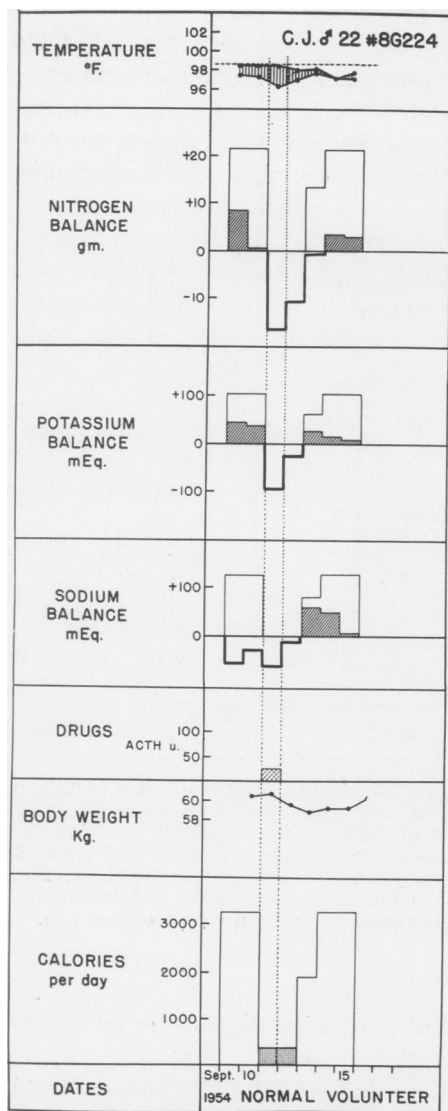 C.J.♂ 22 #8G224
TEMPERATURE
°F.
102
100
98
96
NITROGEN
BALANCE
gm.
+20
+10
0
-10
POTASSIUM
BALANCE
mEq.
+100
0
-100
SODIUM
BALANCE
mEq.
+100
0
DRUGS
ACTH u.
100
50
BODY WEIGHT
Kg.
60
58
CALORIES
per day
3000
2000
1000
DATES
Sept. 10
15
1954 NORMAL VOLUNTEER